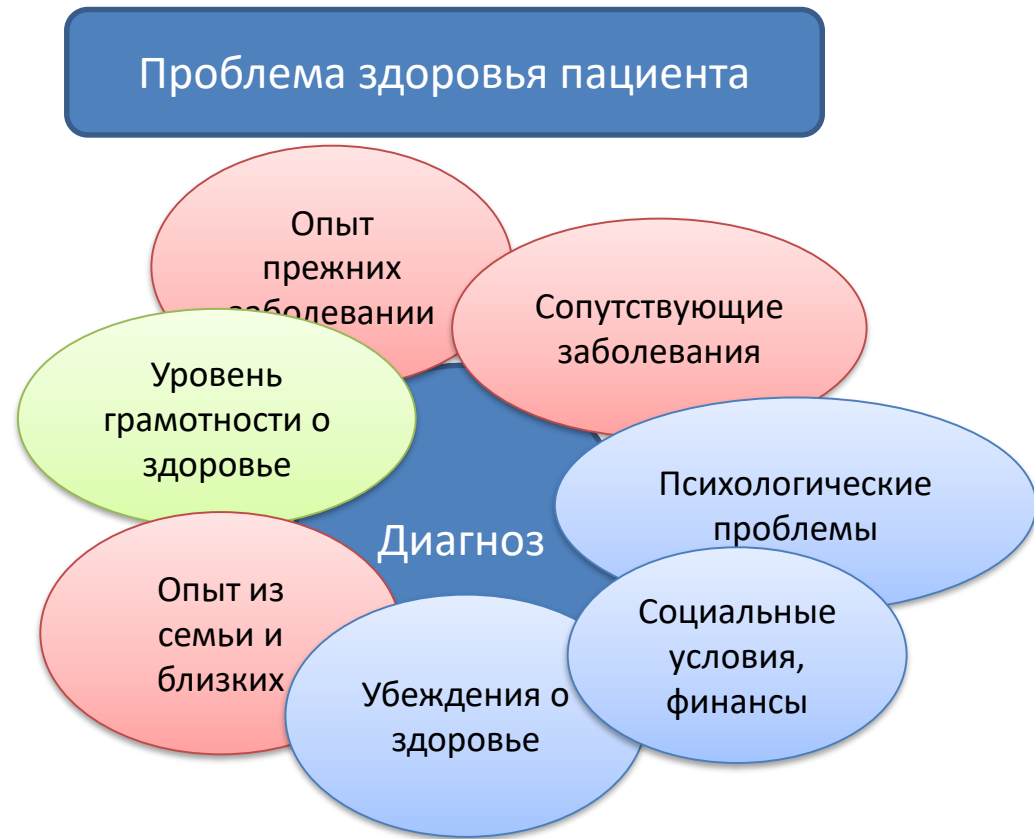 Проблема здоровья пациента
Опыт
прежних
заболевании
Сопутствующие
заболевания
Уровень
грамотности о
здоровье
Психологические
проблемы
Диагноз
Опыт из
семьи и
близких
Социальные
условия,
финансы
Убеждения о
здоровье